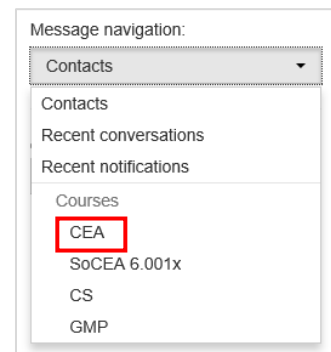 Message navigation:
Contacts
Contacts
Recent conversations
Recent notifications
Courses
CEA
SoCEA 6.001x
CS
GMP